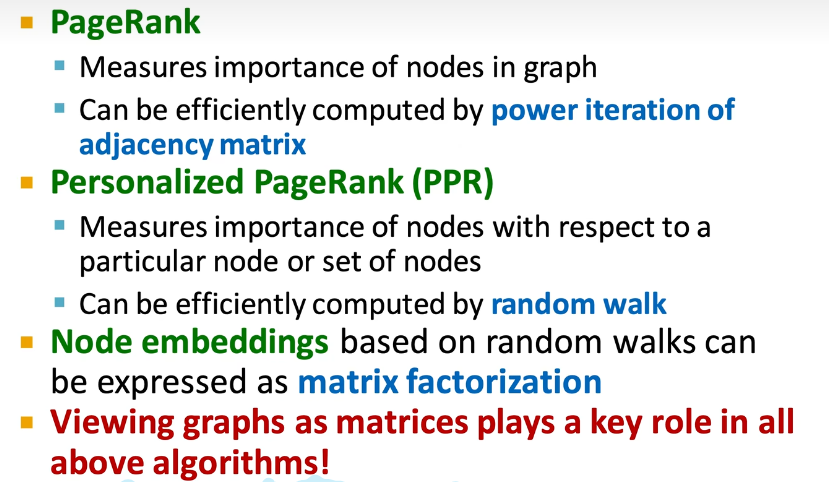 PageRank
Measures importance of nodes in graph
Can be efficiently computed by power iteration of
adjacency matrix
Personalized PageRank (PPR)
Measures importance of nodes with respect to a
particular node or set of nodes
Can be efficiently computed by random walk
Node embeddings based on random walks can
be expressed as matrix factorization
Viewing graphs as matrices plays a key role in all
above algorithms!